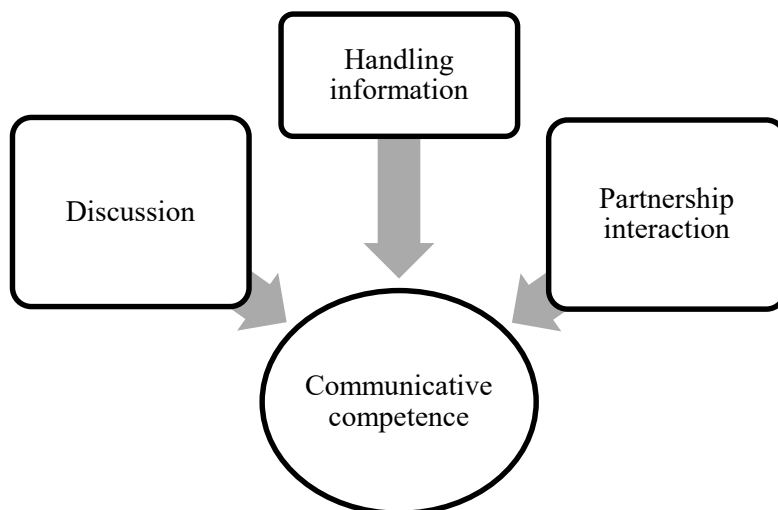 Handling
information
Discussion
Partnership
interaction
Communicative
competence